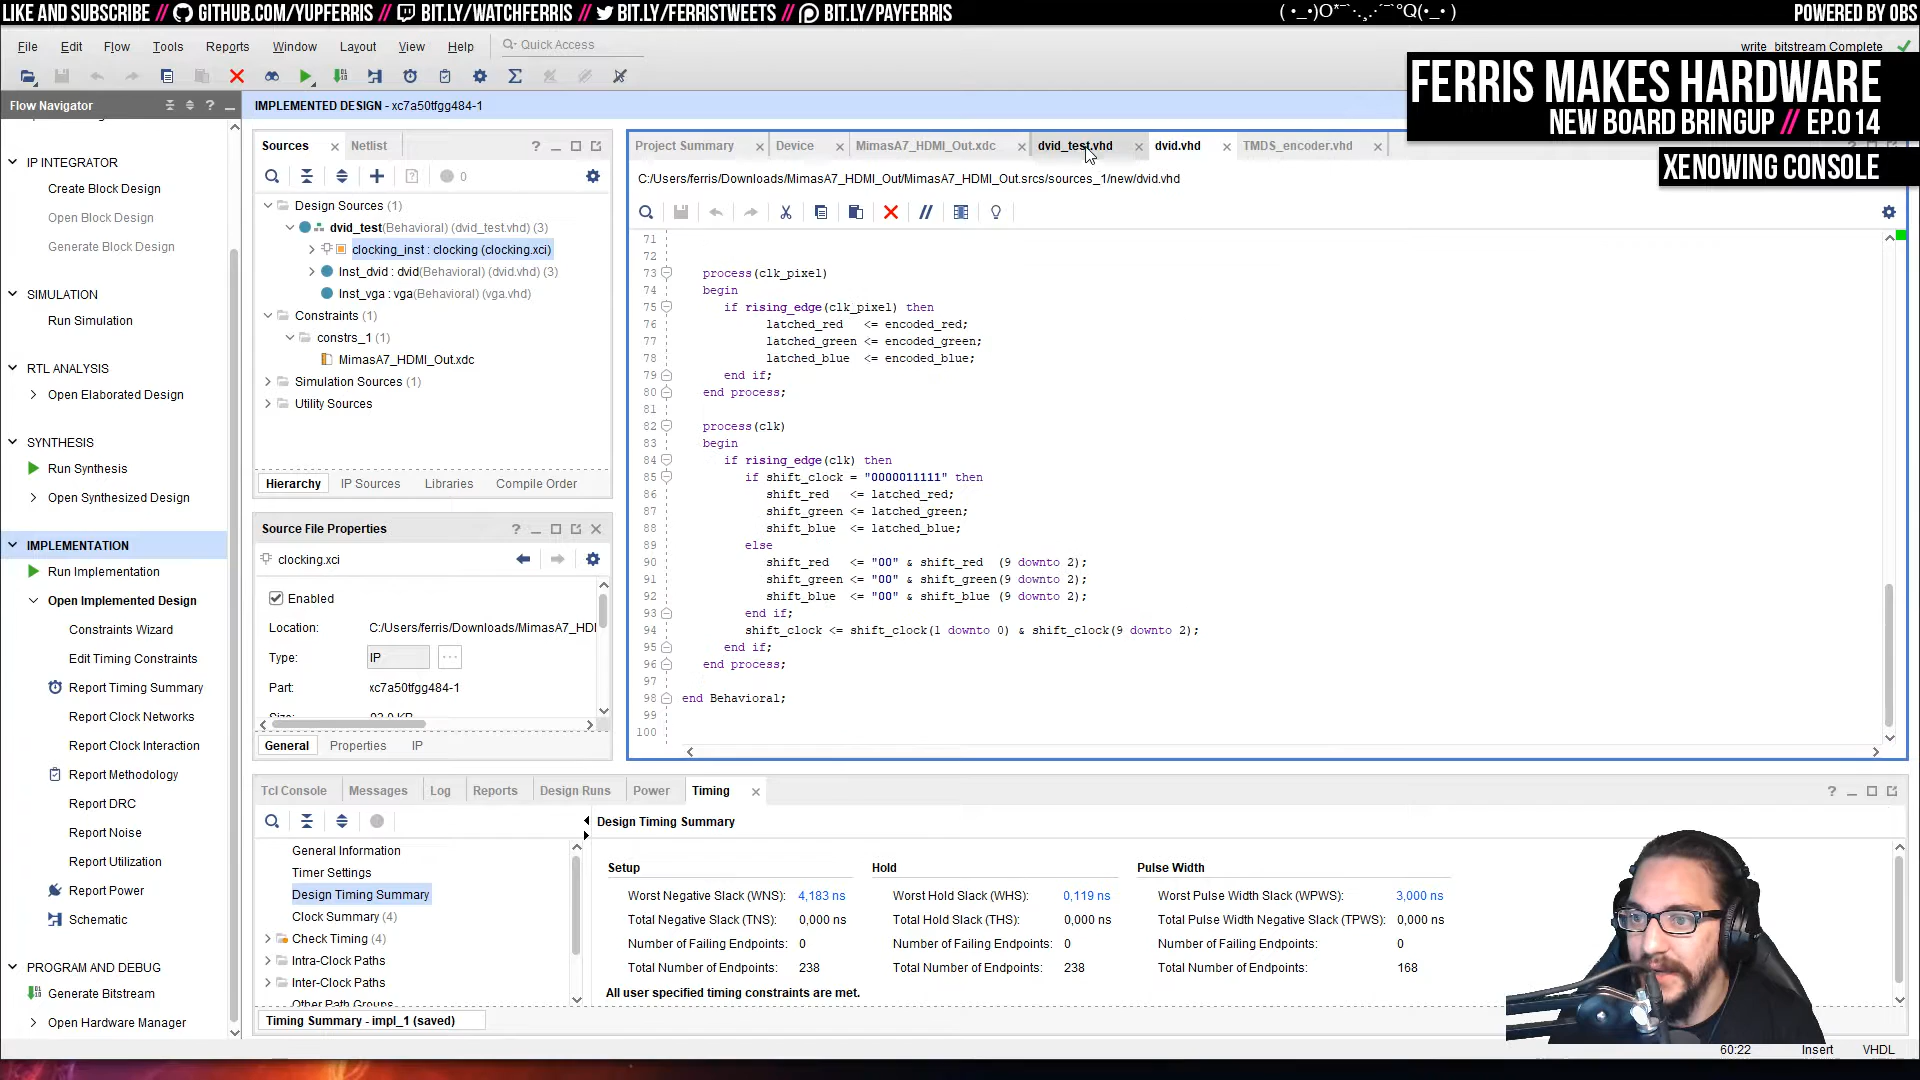 LIKE AND SUBSCRIBE // GITHUB.COM/YUPFERRIS // BIT.LY/WATCHFERRIS // BIT.LY/FERRISTWEETS // BIT.LY/PAYFERRIS
POWERED BY OBS
File Edit Flow Tools Reports Window Layout View Help Quick Access
write_bitstream Complete
FERRIS MAKES HARDWARE
NEW BOARD BRINGUP // EP.014
XENOWING CONSOLE
Flow Navigator
IMPLEMENTED DESIGN - xc7a50tfgg484-1
IP INTEGRATOR
Create Block Design
Open Block Design
Generate Block Design
SIMULATION
Run Simulation
RTL ANALYSIS
Open Elaborated Design
SYNTHESIS
Run Synthesis
Open Synthesized Design
IMPLEMENTATION
Run Implementation
Open Implemented Design
Constraints Wizard
Edit Timing Constraints
Report Timing Summary
Report Clock Networks
Report Clock Interaction
Report Methodology
Report DRC
Report Noise
Report Utilization
Report Power
Schematic
PROGRAM AND DEBUG
Generate Bitstream
Open Hardware Manager
Sources Netlist
0
Design Sources (1)
dvid_test(Behavioral) (dvid_test.vhd) (3)
clocking_inst : clocking (clocking.xci)
Inst_dvid : dvid(Behavioral) (dvid.vhd) (3)
Inst_vga : vga(Behavioral) (vga.vhd)
Constraints (1)
constrs_1 (1)
MimasA7_HDMI_Out.xdc
Simulation Sources (1)
Utility Sources
Hierarchy IP Sources Libraries Compile Order
Source File Properties
clocking.xci
Enabled
Location: C:/Users/ferris/Downloads/MimasA7_HDI
Type: IP
Part: xc7a50tfgg484-1
General Properties IP
Project Summary Device MimasA7_HDMI_Out.xdc dvid_test.vhd dvid.vhd TMDS_encoder.vhd
C:/Users/ferris/Downloads/MimasA7_HDMI_Out/MimasA7_HDMI_Out.srcs/sources_1/new/dvid.vhd
71
72
73 process(clk_pixel)
74 begin
75 if rising_edge(clk_pixel) then
76 latched_red <= encoded_red;
77 latched_green <= encoded_green;
78 latched_blue <= encoded_blue;
79 end if;
80 end process;
81
82 process(clk)
83 begin
84 if rising_edge(clk) then
85 if shift_clock = "0000011111" then
86 shift_red <= latched_red;
87 shift_green <= latched_green;
88 shift_blue <= latched_blue;
89 else
90 shift_red <= "00" & shift_red (9 downto 2);
91 shift_green <= "00" & shift_green(9 downto 2);
92 shift_blue <= "00" & shift_blue (9 downto 2);
93 end if;
94 shift_clock <= shift_clock(1 downto 0) & shift_clock(9 downto 2);
95 end if;
96 end process;
97
98 end Behavioral;
99
100
Tcl Console Messages Log Reports Design Runs Power Timing
Design Timing Summary
General Information
Timer Settings
Design Timing Summary
Clock Summary (4)
Check Timing (4)
Intra-Clock Paths
Inter-Clock Paths
Other Path Groups
Setup Hold Pulse Width
Worst Negative Slack (WNS): 4,183 ns Worst Hold Slack (WHS): 0,119 ns Worst Pulse Width Slack (WPWS): 3,000 ns
Total Negative Slack (TNS): 0,000 ns Total Hold Slack (THS): 0,000 ns Total Pulse Width Negative Slack (TPWS): 0,000 ns
Number of Failing Endpoints: 0 Number of Failing Endpoints: 0 Number of Failing Endpoints: 0
Total Number of Endpoints: 238 Total Number of Endpoints: 238 Total Number of Endpoints: 168
All user specified timing constraints are met.
Timing Summary - impl_1 (saved)
60:22 Insert VHDL